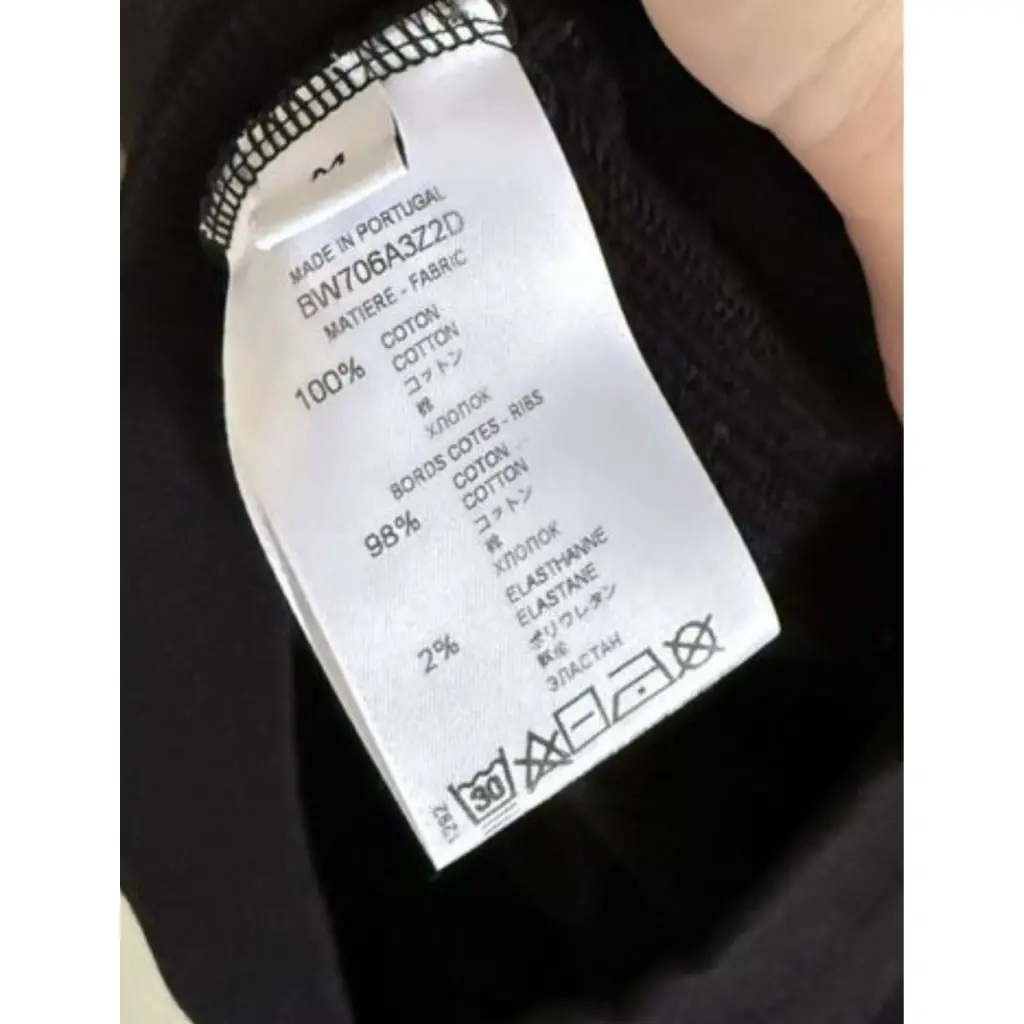 M
MADE IN PORTUGAL
BW706A3Z2D
MATIERE - FABRIC
100% COTON
COTTON
コットン
棉
ХЛОПОК
BORDS COTES - RIBS
98% COTON
COTTON
コットン
棉
ХЛОПОК
2% ELASTHANNE
ELASTANE
ポリウレタン
ЭЛАСТАН
30
1292